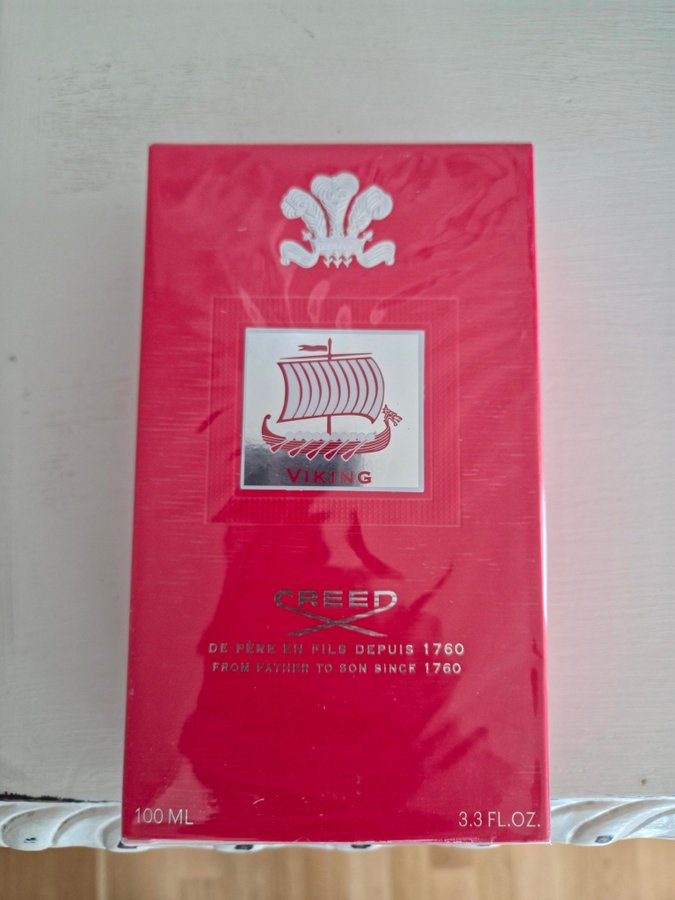 VIKING
CREED
DE PÈRE EN FILS DEPUIS 1760
FROM FATHER TO SON SINCE 1760
100 ML
3.3 FL.OZ.